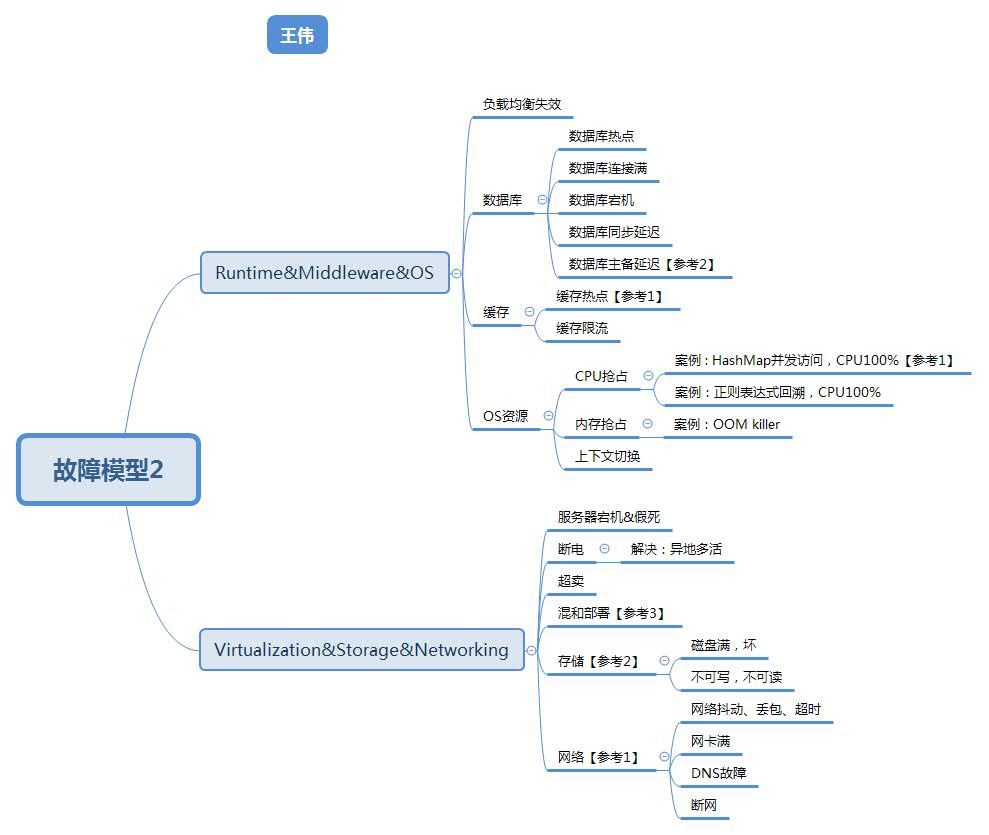 王伟
负载均衡失效
数据库热点
数据库连接满
数据库
数据库宕机
数据库同步延迟
数据库主备延迟【参考2】
Runtime&Middleware&OS
缓存热点【参考1】
缓存
缓存限流
案例：HashMap并发访问，CPU100%【参考1】
CPU抢占
案例：正则表达式回溯，CPU100%
OS资源
内存抢占
案例：OOM killer
上下文切换
故障模型2
服务器宕机&假死
断电
解决：异地多活
超卖
混和部署【参考3】
Virtualization&Storage&Networking
磁盘满，坏
存储【参考2】
不可写，不可读
网络抖动、丢包、超时
网卡满
网络【参考1】
DNS故障
断网